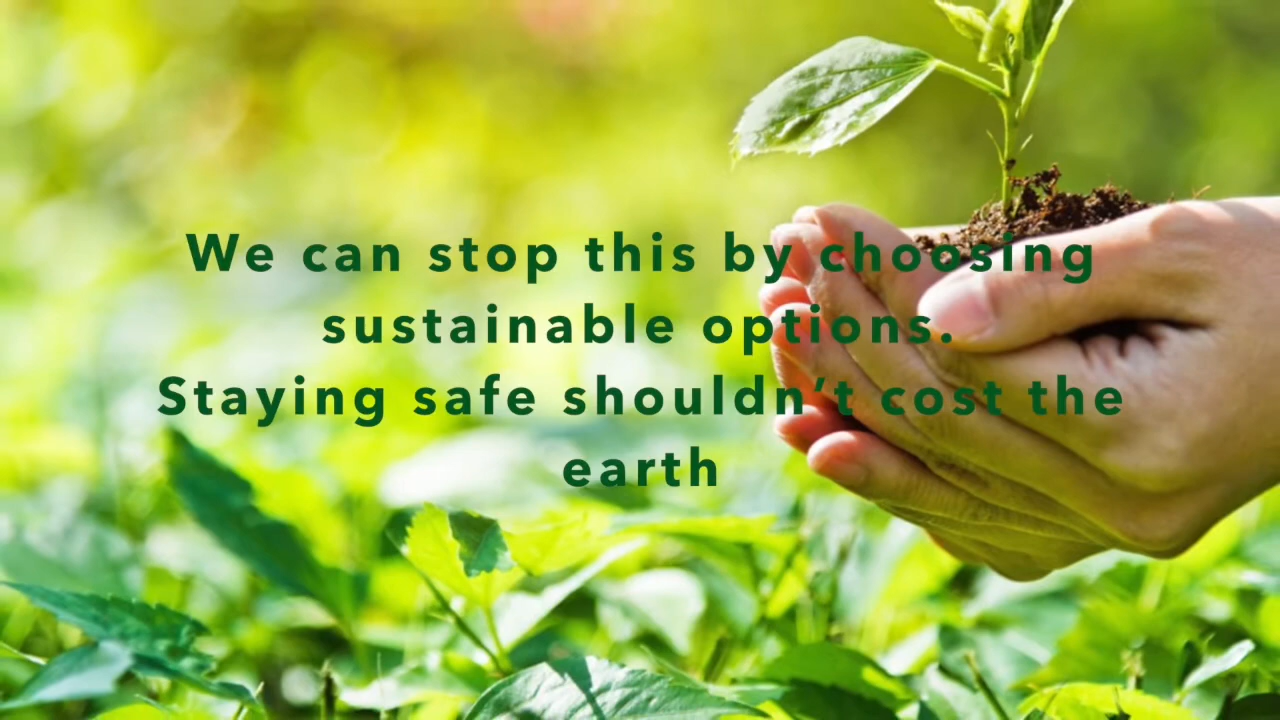 We can stop this by choosing
sustainable options.
Staying safe shouldn’t cost the
earth